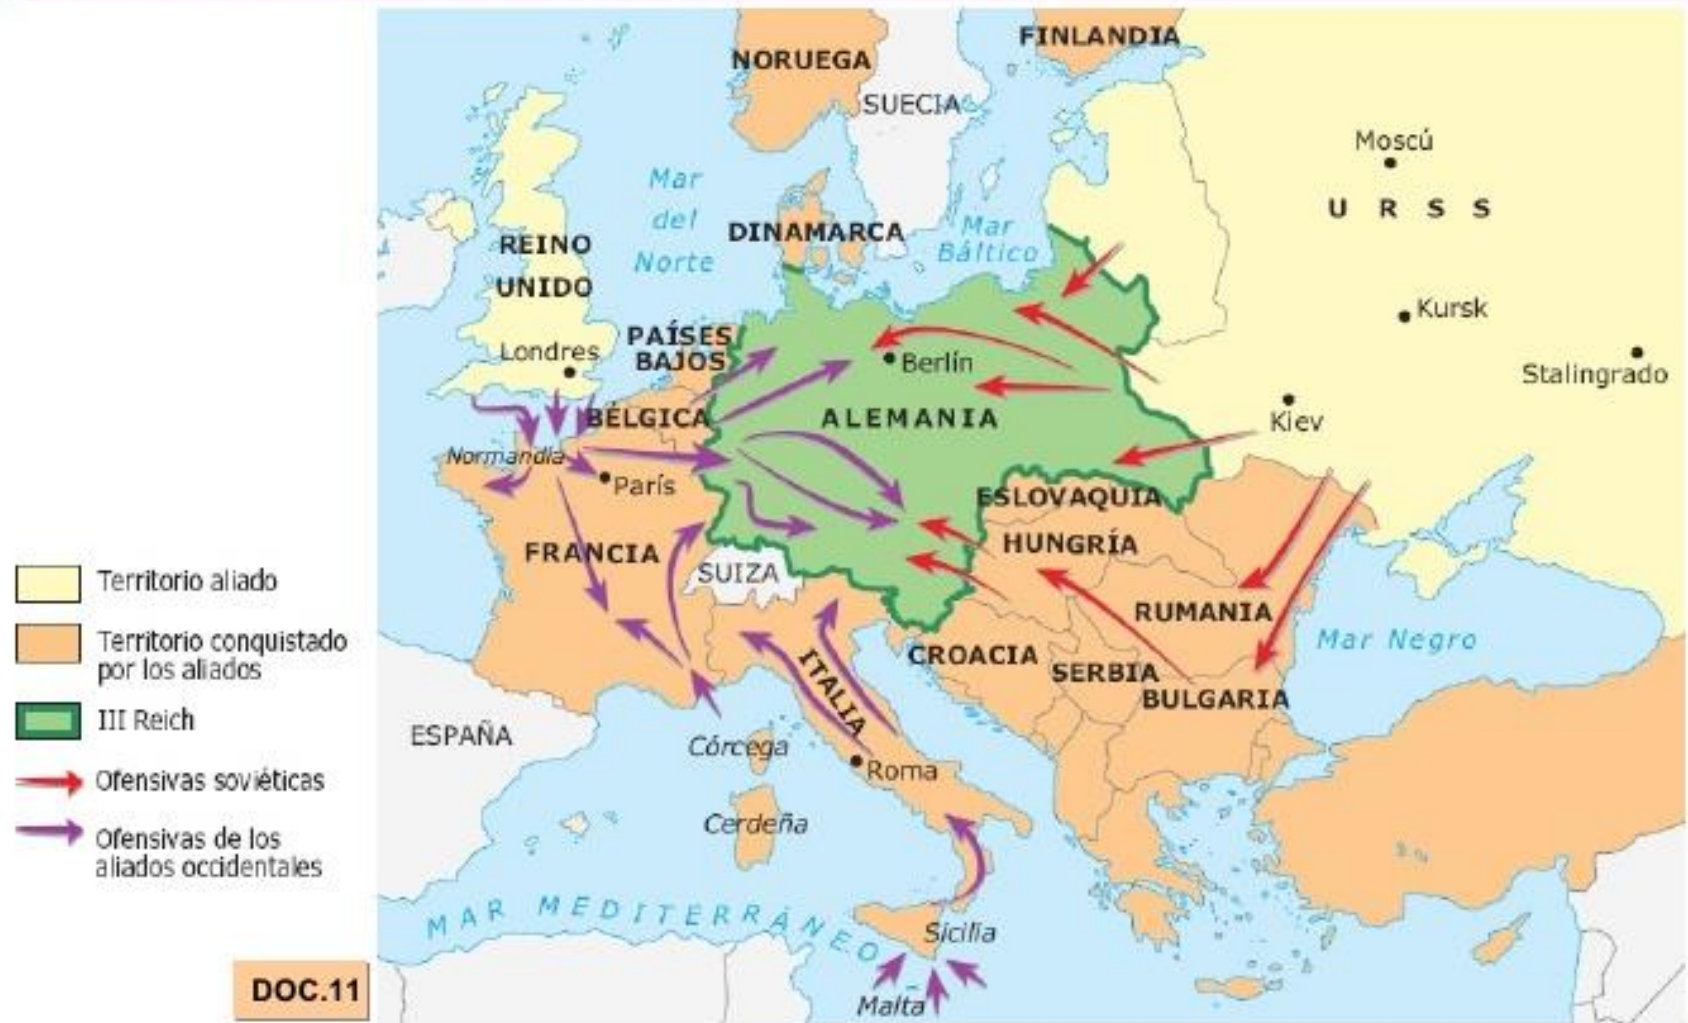 NORUEGA
FINLANDIA
SUECIA
Moscú
U R S S
Mar
del
Norte
DINAMARCA
Mar
Báltico
REINO
UNIDO
Kursk
PAÍSES
BAJOS
Londres
Berlín
Stalingrado
BÉLGICA
ALEMANIA
Kiev
Normandia
París
ESLOVAQUIA
FRANCIA
HUNGRÍA
SUIZA
RUMANIA
Mar Negro
CROACIA
SERBIA
ITALIA
BULGARIA
ESPAÑA
Córcega
Roma
Cerdeña
MAR MEDITERRÁNEO
Sicilia
Malta
Territorio aliado
Territorio conquistado
por los aliados
III Reich
Ofensivas soviéticas
Ofensivas de los
aliados occidentales
DOC.11